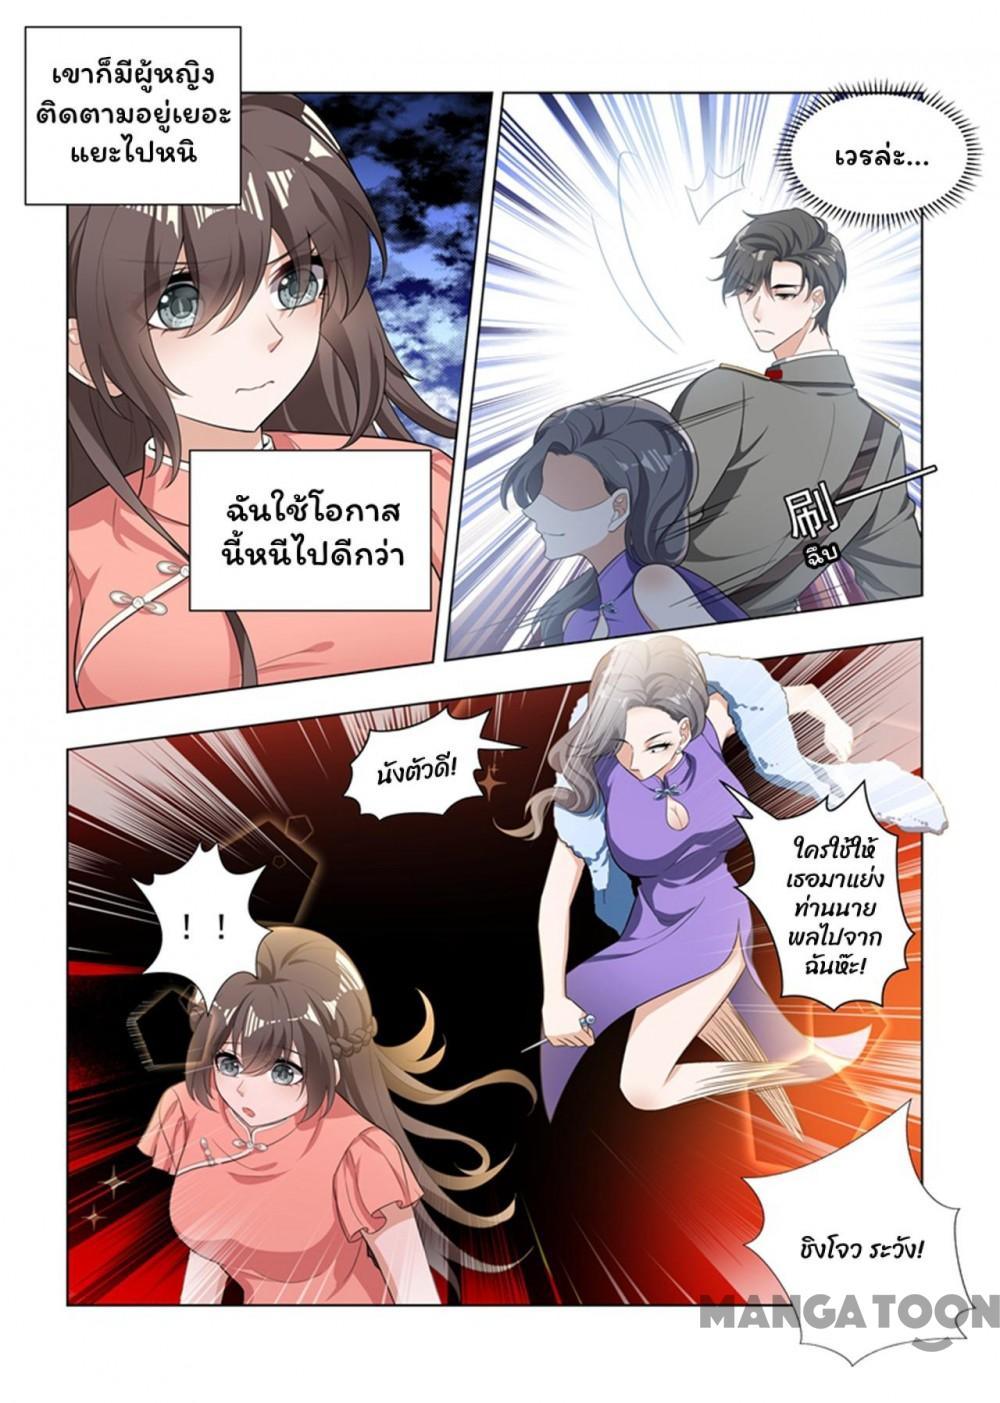 เขาก็มีผู้หญิง
ติดตามอยู่เยอะ
แยะไปหนิ
เวรล่ะ...
ฉันใช้โอกาส
นี้หนีไปดีกว่า
刷
ฉึบ
นังตัวดี!
ใครใช้ให้
เธอมาแย่ง
ท่านนาย
พลไปจาก
ฉันห๊ะ!
！！
ชิงโจว ระวัง!
MANGATOON